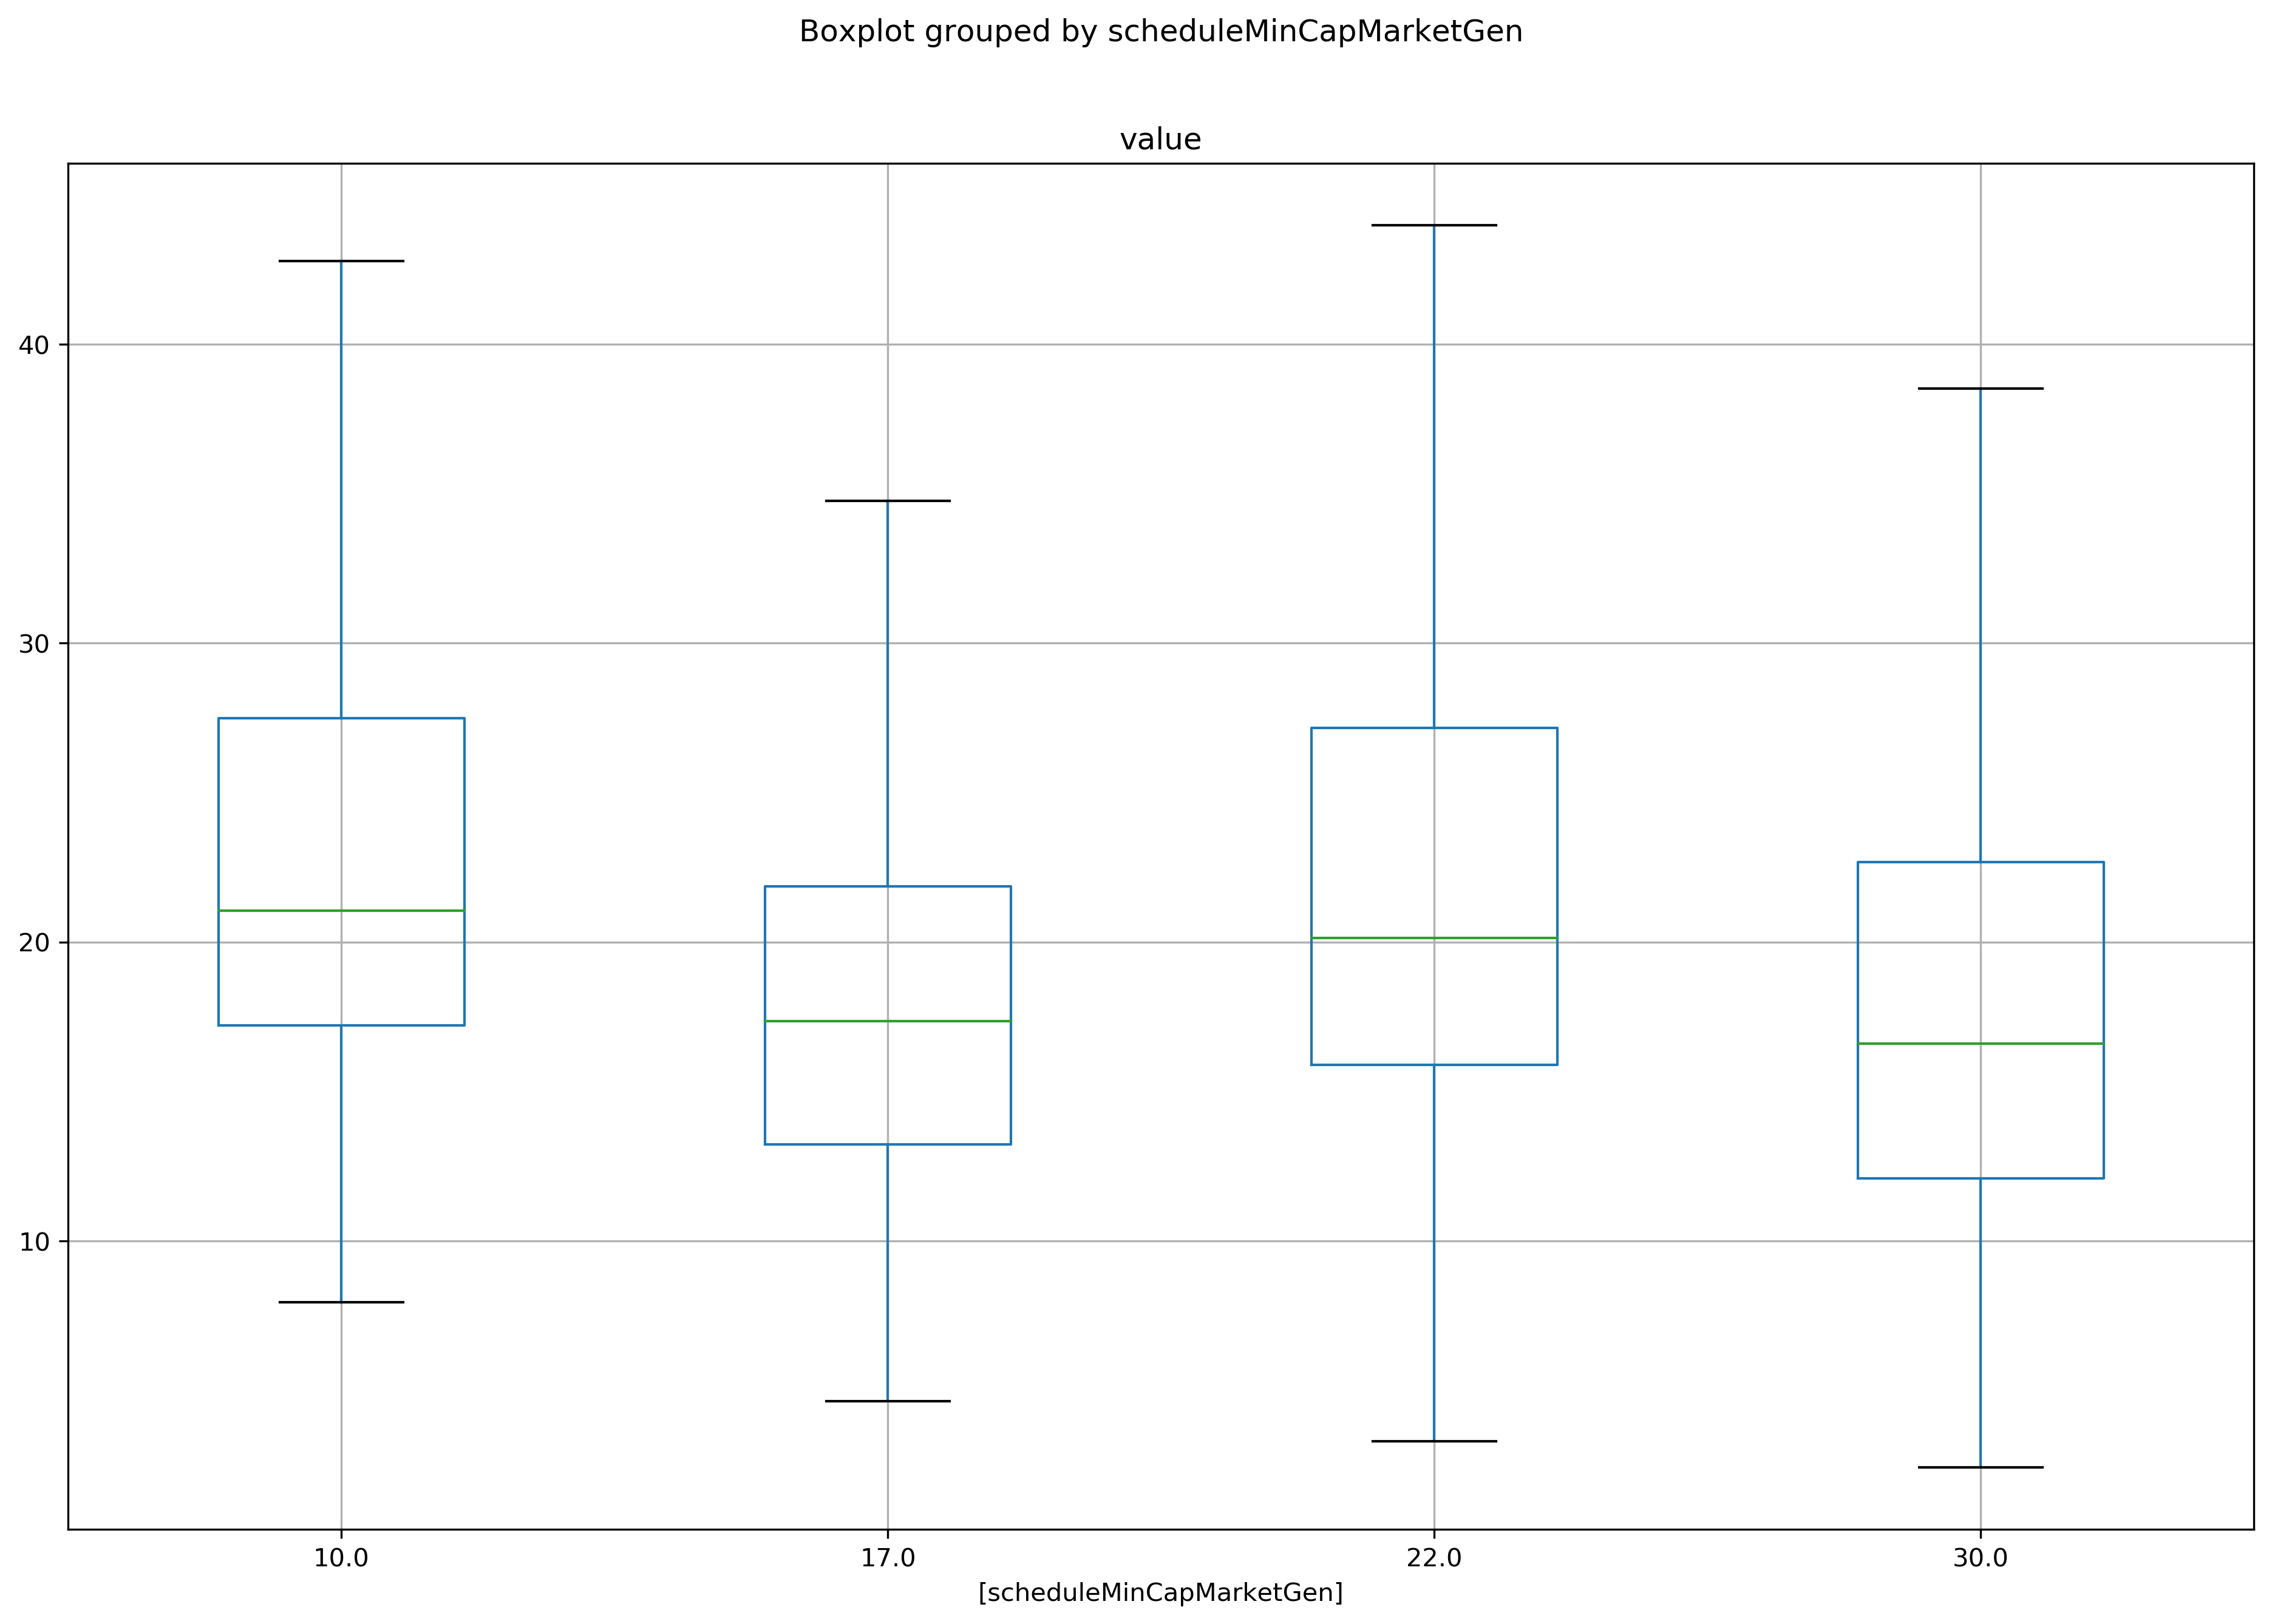 Boxplot grouped by scheduleMinCapMarketGen
value
40
30
20
10
10.0 17.0 22.0 30.0
[scheduleMinCapMarketGen]